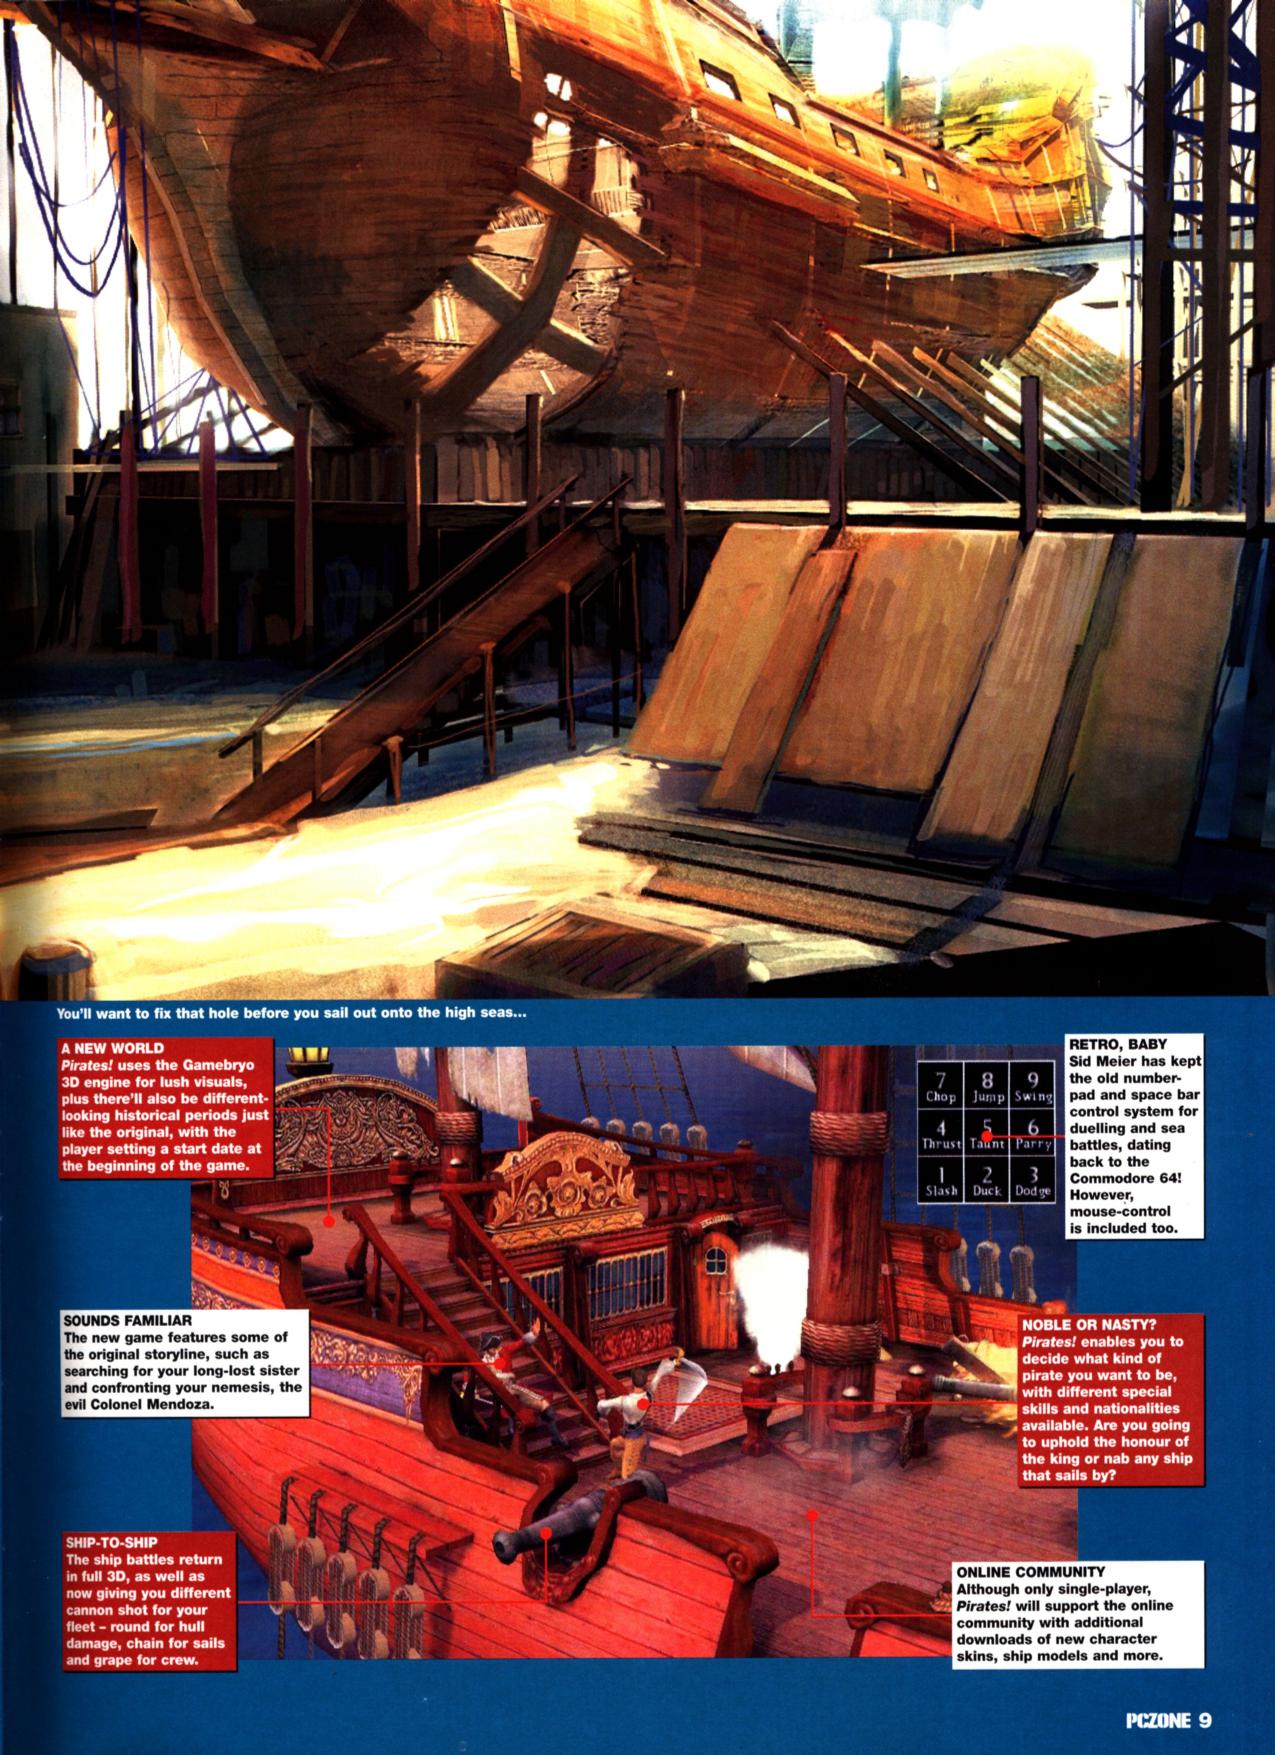 You'll want to fix that hole before you sail out onto the high seas...
A NEW WORLD
Pirates! uses the Gamebryo
3D engine for lush visuals,
plus there'll also be different-
looking historical periods just
like the original, with the
player setting a start date at
the beginning of the game.
RETRO, BABY
Sid Meier has kept
the old number-
pad and space bar
control system for
duelling and sea
battles, dating
back to the
Commodore 64!
However,
mouse-control
is included too.
7 8 9
Chop Jump Swing
4 5 6
Thrust Taunt Parry
1 2 3
Slash Duck Dodge
SOUNDS FAMILIAR
The new game features some of
the original storyline, such as
searching for your long-lost sister
and confronting your nemesis, the
evil Colonel Mendoza.
NOBLE OR NASTY?
Pirates! enables you to
decide what kind of
pirate you want to be,
with different special
skills and nationalities
available. Are you going
to uphold the honour of
the king or nab any ship
that sails by?
SHIP-TO-SHIP
The ship battles return
in full 3D, as well as
now giving you different
cannon shot for your
fleet – round for hull
damage, chain for sails
and grape for crew.
ONLINE COMMUNITY
Although only single-player,
Pirates! will support the online
community with additional
downloads of new character
skins, ship models and more.
PCZONE 9